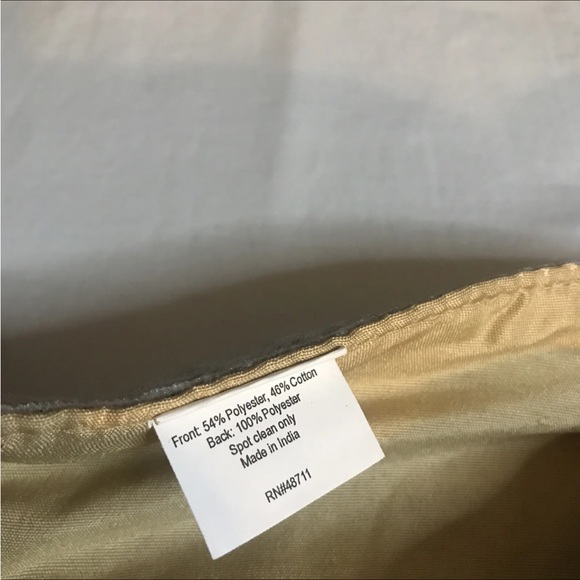 Front: 54% Polyester, 46% Cotton
Back: 100% Polyester
Spot clean only
Made in India
RN#48711